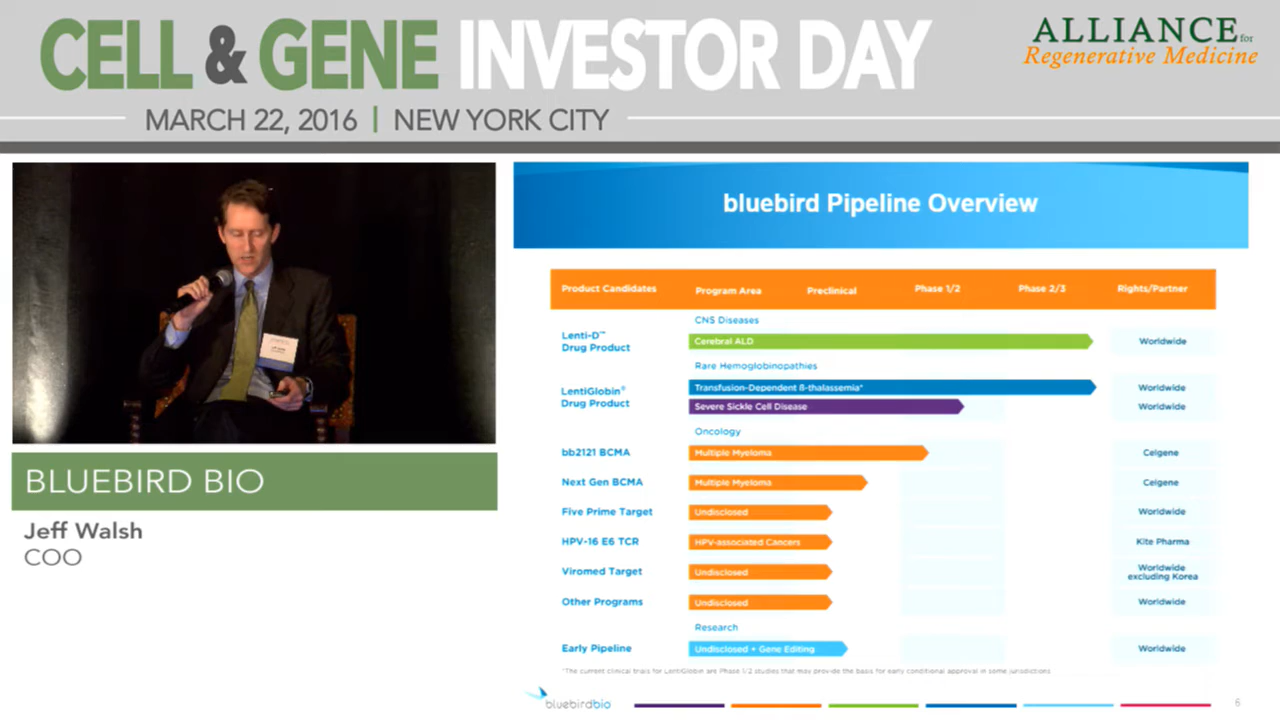 CELL & GENE INVESTOR DAY
MARCH 22, 2016 | NEW YORK CITY
ALLIANCE for
Regenerative Medicine
BLUEBIRD BIO
Jeff Walsh
COO
bluebird Pipeline Overview
Product Candidates Program Area Preclinical Phase 1/2 Phase 2/3 Rights/Partner
CNS Diseases
Lenti-D™
Drug Product
Cerebral ALD
Worldwide
Rare Hemoglobinopathies
LentiGlobin®
Drug Product
Transfusion-Dependent ß-thalassemia*
Worldwide
Severe Sickle Cell Disease
Worldwide
Oncology
bb2121 BCMA Multiple Myeloma Celgene
Next Gen BCMA Multiple Myeloma Celgene
Five Prime Target Undisclosed Worldwide
HPV-16 E6 TCR HPV-associated Cancers Kite Pharma
Viromed Target Undisclosed Worldwide
excluding Korea
Other Programs Undisclosed Worldwide
Research
Early Pipeline Undisclosed + Gene Editing Worldwide
*The current clinical trials for LentiGlobin are Phase 1/2 studies that may provide the basis for early conditional approval in some jurisdictions
bluebirdbio
6